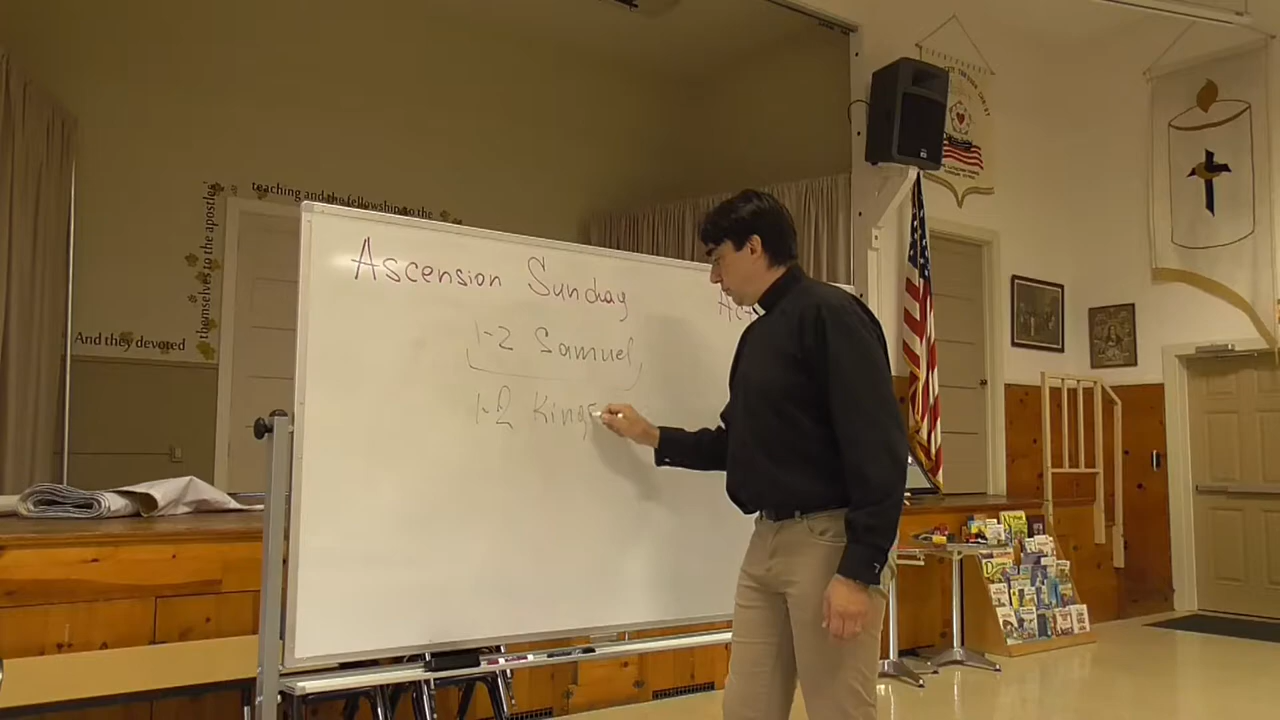 teaching and the fellowship to the
themselves to the apostles'
And they devoted
Ascension Sunday
Act
1-2 Samuel
1-2 Kings